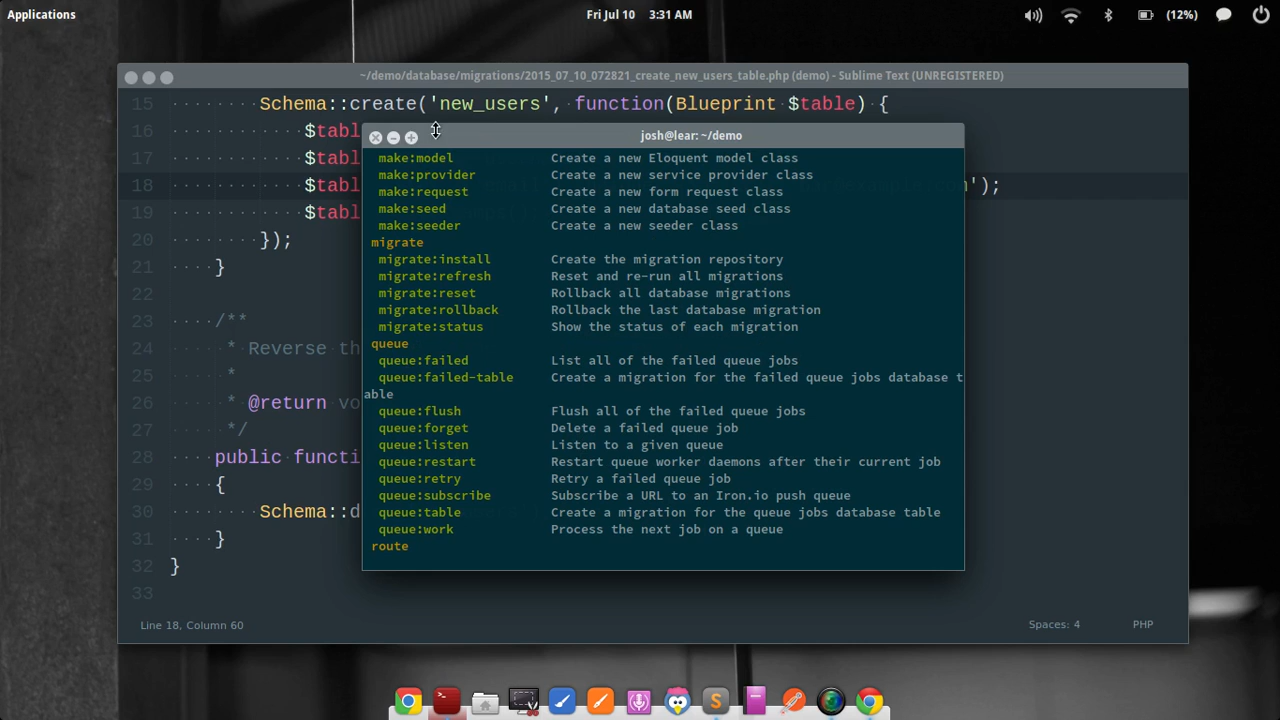 Applications
Fri Jul 10 3:31 AM
(12%)
~/demo/database/migrations/2015_07_10_072821_create_new_users_table.php (demo) - Sublime Text (UNREGISTERED)
15 Schema::create('new_users', function(Blueprint $table) {
16 $tabl
17 $tabl
18 $tabl n');
19 $tabl
20 });
21 }
22
23 /**
24 * Reverse th
25 *
26 * @return vo
27 */
28 public functi
29 {
30 Schema::d
31 }
32 }
33
Line 18, Column 60
Spaces: 4
PHP
josh@lear: ~/demo
make:model Create a new Eloquent model class
make:provider Create a new service provider class
make:request Create a new form request class
make:seed Create a new database seed class
make:seeder Create a new seeder class
migrate
migrate:install Create the migration repository
migrate:refresh Reset and re-run all migrations
migrate:reset Rollback all database migrations
migrate:rollback Rollback the last database migration
migrate:status Show the status of each migration
queue
queue:failed List all of the failed queue jobs
queue:failed-table Create a migration for the failed queue jobs database t
able
queue:flush Flush all of the failed queue jobs
queue:forget Delete a failed queue job
queue:listen Listen to a given queue
queue:restart Restart queue worker daemons after their current job
queue:retry Retry a failed queue job
queue:subscribe Subscribe a URL to an Iron.io push queue
queue:table Create a migration for the queue jobs database table
queue:work Process the next job on a queue
route